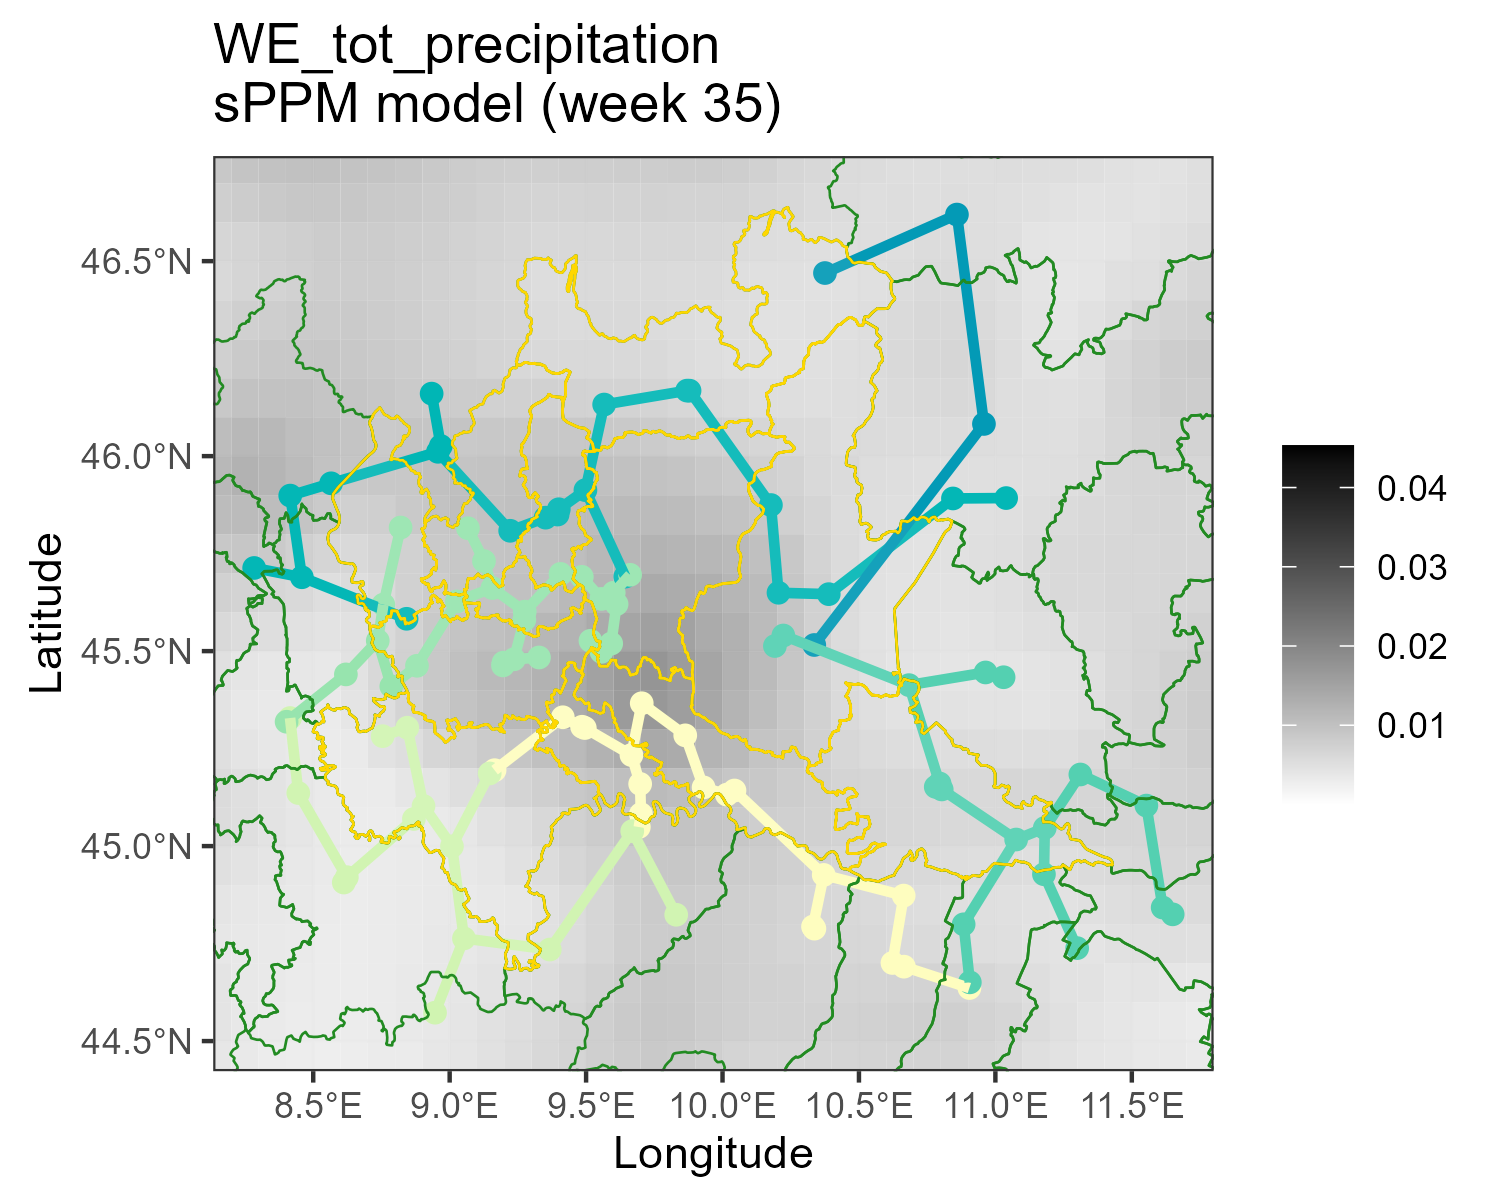 WE_tot_precipitation
sPPM model (week 35)
Latitude
46.5°N
46.0°N
45.5°N
45.0°N
44.5°N
8.5°E
9.0°E
9.5°E
10.0°E
10.5°E
11.0°E
11.5°E
Longitude
0.04
0.03
0.02
0.01